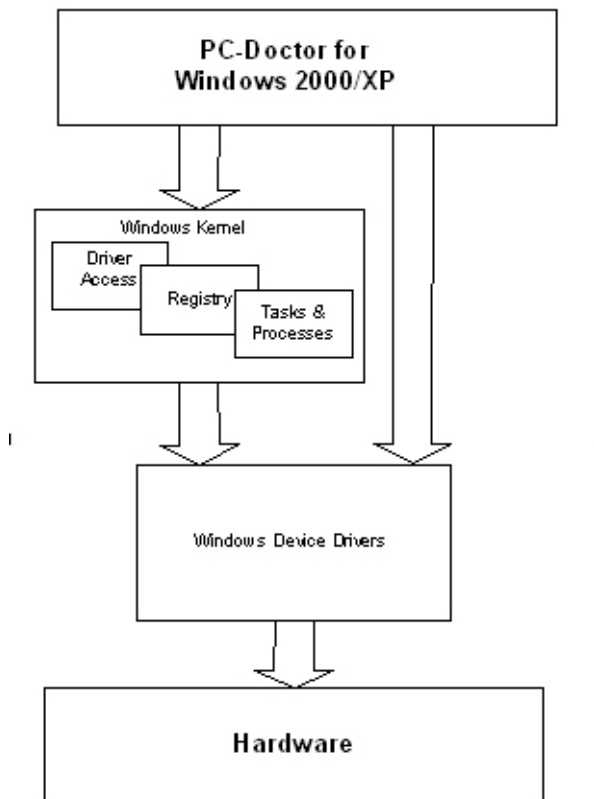 PC-Doctor for
Windows 2000/XP
Windows Kernel
Driver
Access
Registry
Tasks &
Processes
Windows Device Drivers
Hardware